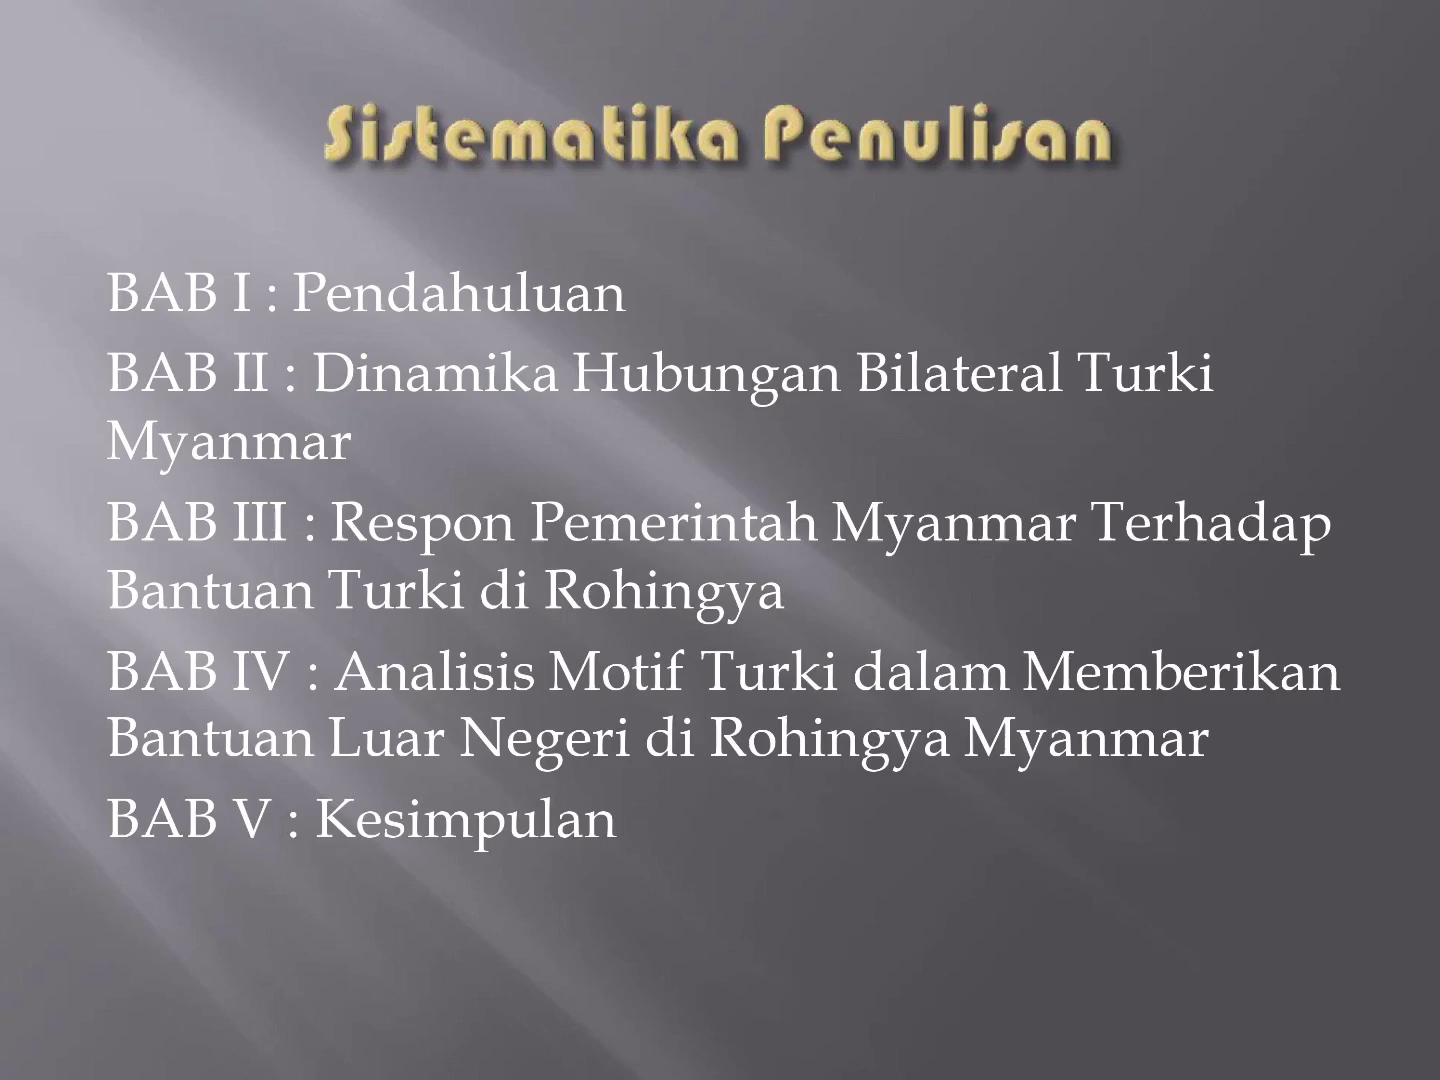 Sistematika Penulisan
BAB I : Pendahuluan
BAB II : Dinamika Hubungan Bilateral Turki
Myanmar
BAB III : Respon Pemerintah Myanmar Terhadap
Bantuan Turki di Rohingya
BAB IV : Analisis Motif Turki dalam Memberikan
Bantuan Luar Negeri di Rohingya Myanmar
BAB V : Kesimpulan